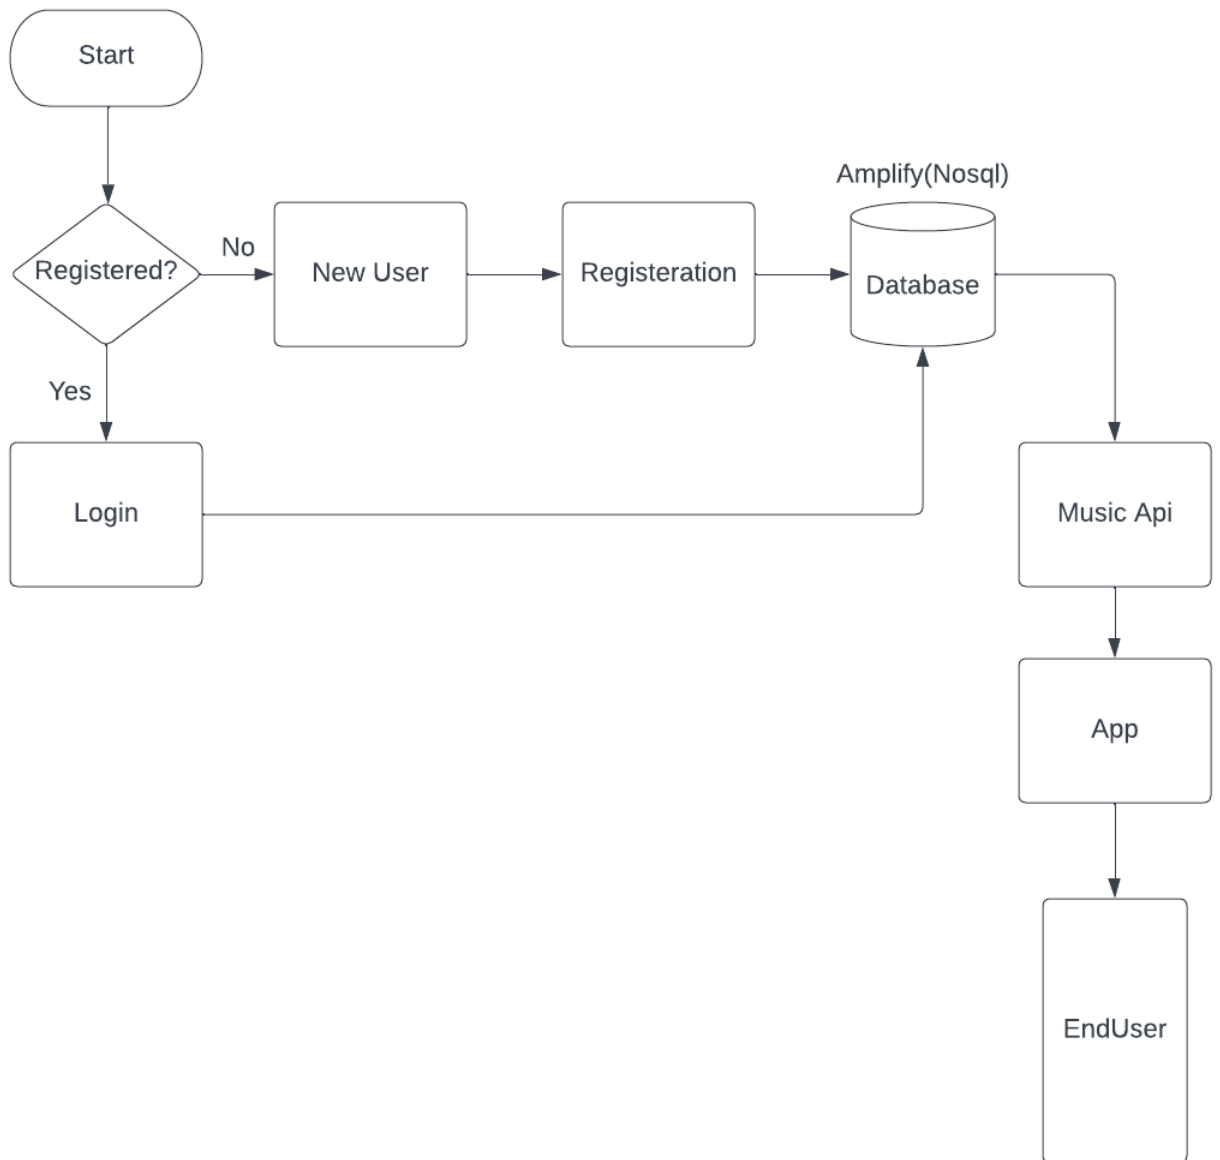 Start
Amplify(Nosql)
Registered?
No
New User
Registeration
Database
Yes
Login
Music Api
App
EndUser